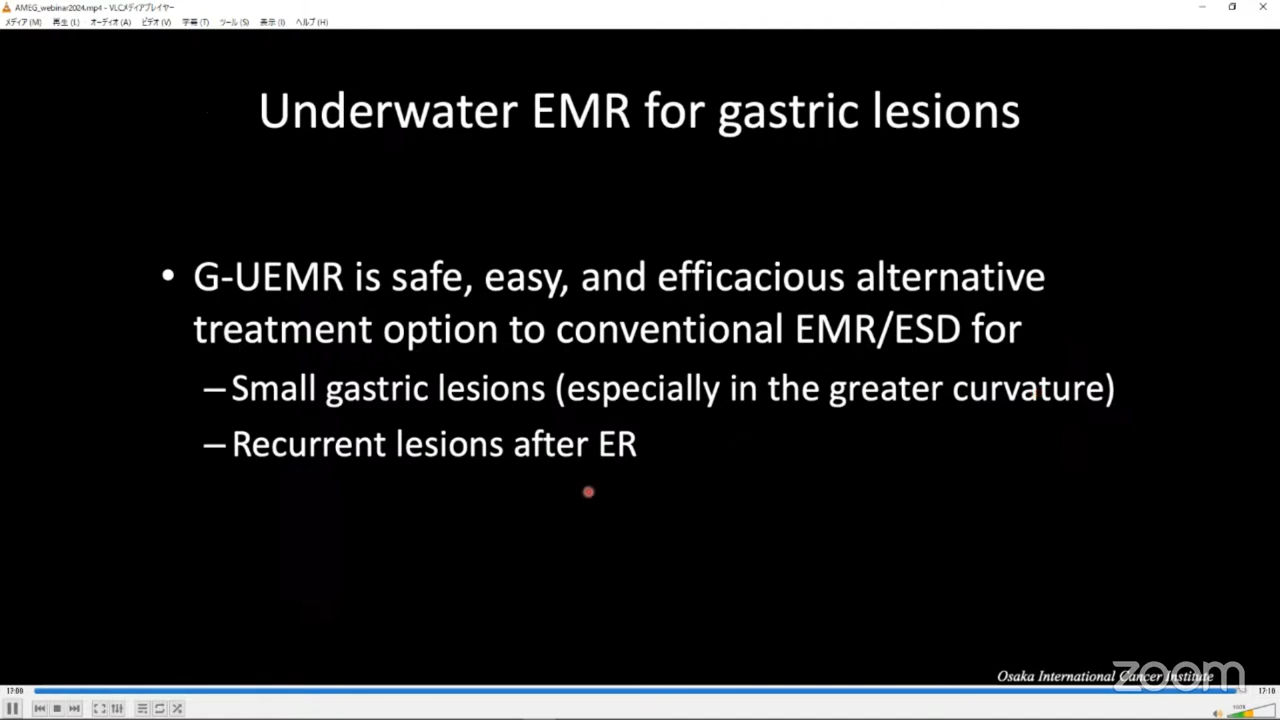 AMEG_webinar2024.mp4 - VLCメディアプレイヤー
メディア(M) 再生(L) オーディオ(A) ビデオ(V) 字幕(T) ツール(S) 表示(I) ヘルプ(H)
Underwater EMR for gastric lesions
• G-UEMR is safe, easy, and efficacious alternative
treatment option to conventional EMR/ESD for
–Small gastric lesions (especially in the greater curvature)
–Recurrent lesions after ER
Osaka International Cancer Institute
zoom
17:09 17:10
100%